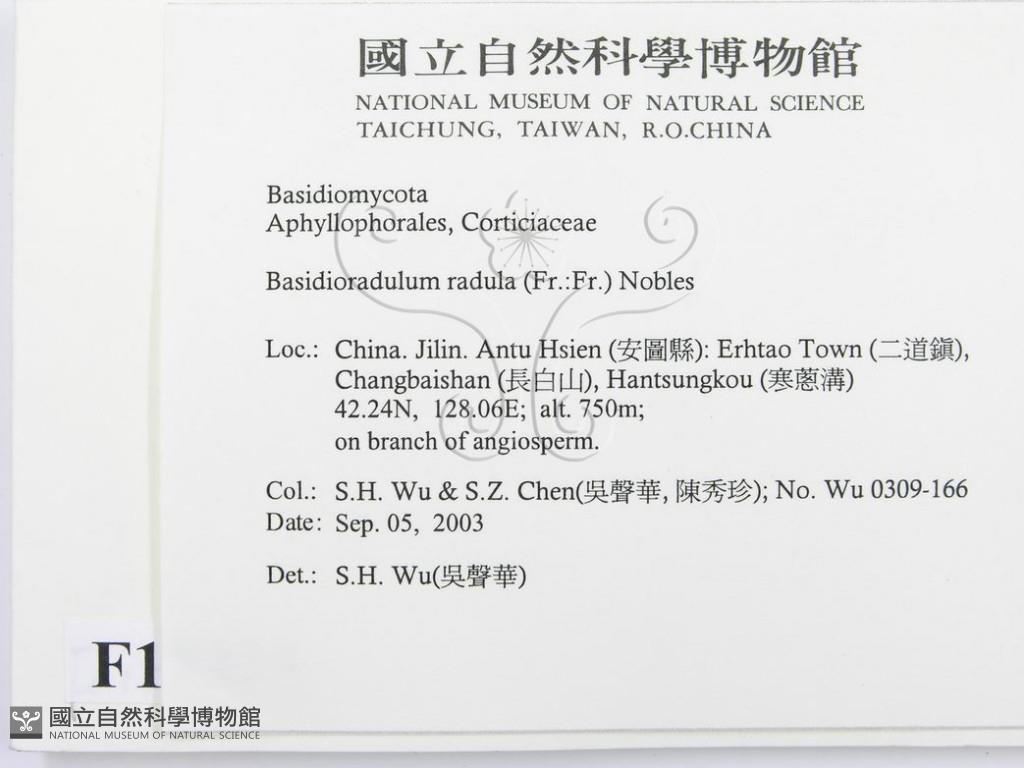 國立自然科學博物館
NATIONAL MUSEUM OF NATURAL SCIENCE
TAICHUNG, TAIWAN, R.O.CHINA
Basidiomycota
Aphyllophorales, Corticiaceae
Basidioradulum radula (Fr.:Fr.) Nobles
Loc.: China. Jilin. Antu Hsien (安圖縣): Erhtao Town (二道鎮),
Changbaishan (長白山), Hantsungkou (寒蔥溝)
42.24N, 128.06E; alt. 750m;
on branch of angiosperm.
Col.: S.H. Wu & S.Z. Chen(吳聲華, 陳秀珍); No. Wu 0309-166
Date: Sep. 05, 2003
Det.: S.H. Wu(吳聲華)
F1
國立自然科學博物館
NATIONAL MUSEUM OF NATURAL SCIENCE